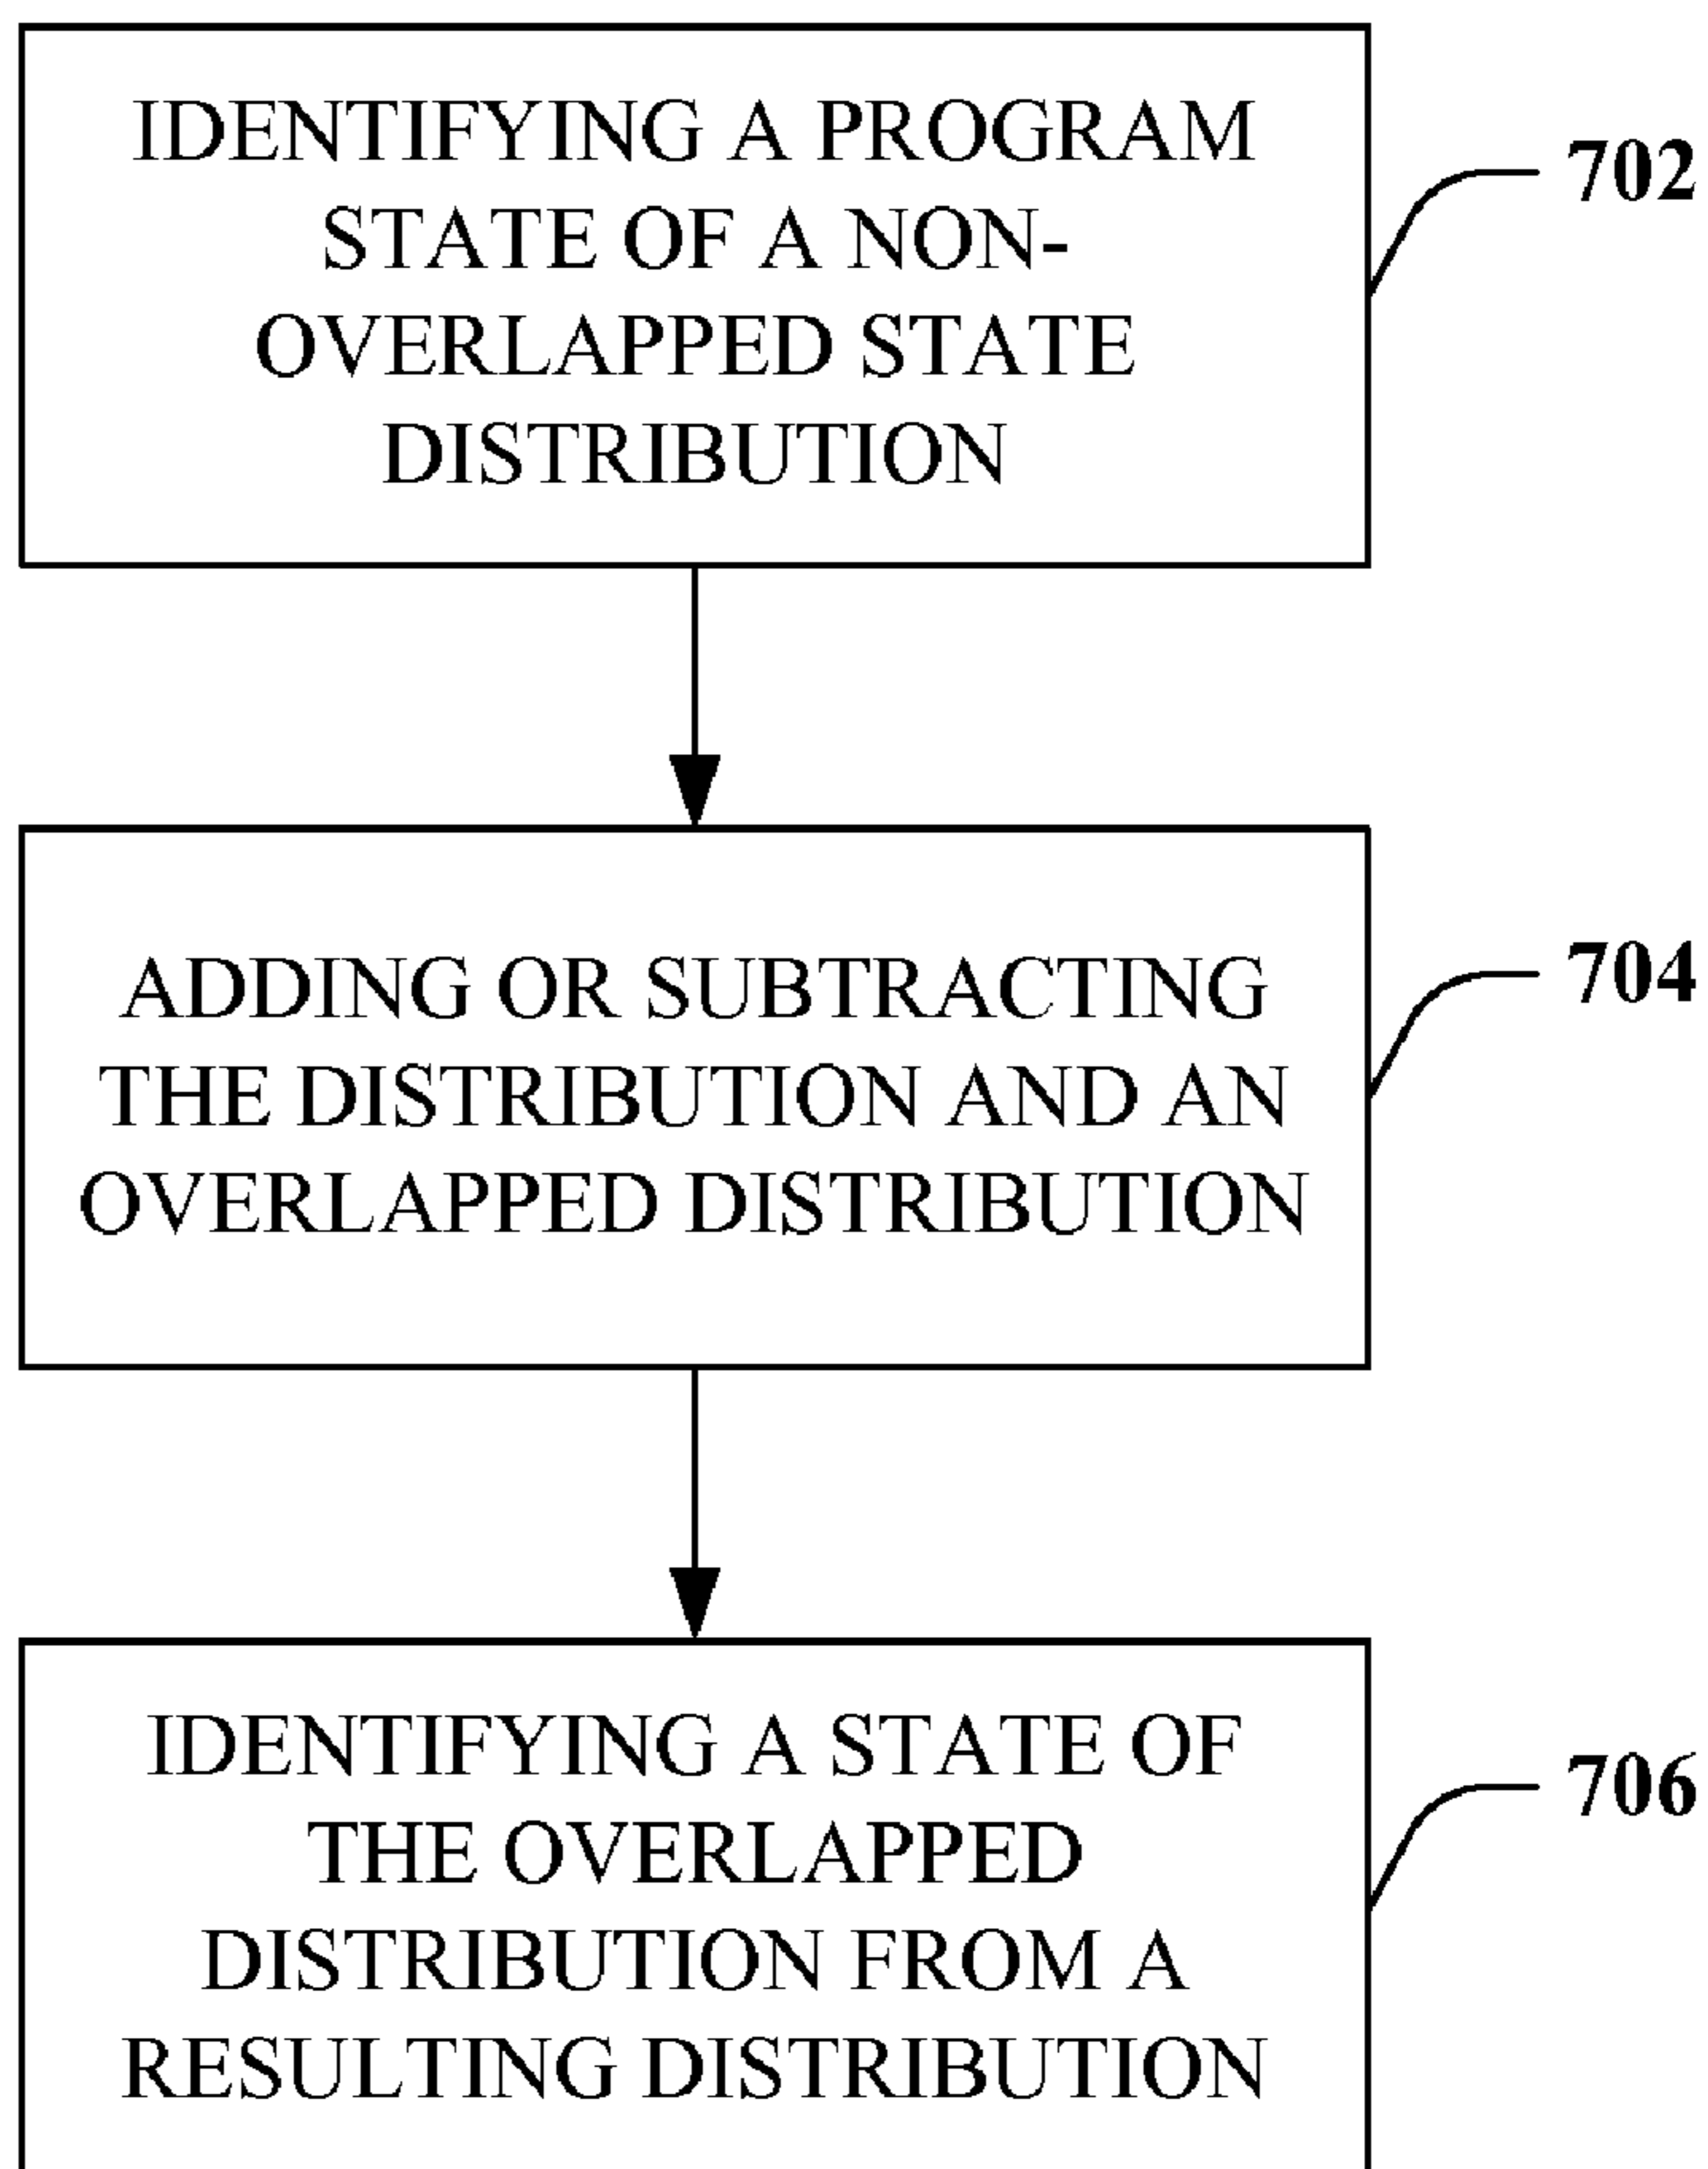 IDENTIFYING A PROGRAM
STATE OF A NON-
OVERLAPPED STATE
DISTRIBUTION
702
ADDING OR SUBTRACTING
THE DISTRIBUTION AND AN
OVERLAPPED DISTRIBUTION
704
IDENTIFYING A STATE OF
THE OVERLAPPED
DISTRIBUTION FROM A
RESULTING DISTRIBUTION
706